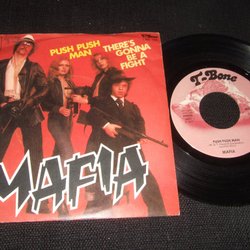 PUSH PUSH
MAN
THERE'S
GONNA
BE A
FIGHT
MAFIA
T-Bone
PUSH PUSH MAN
MAFIA